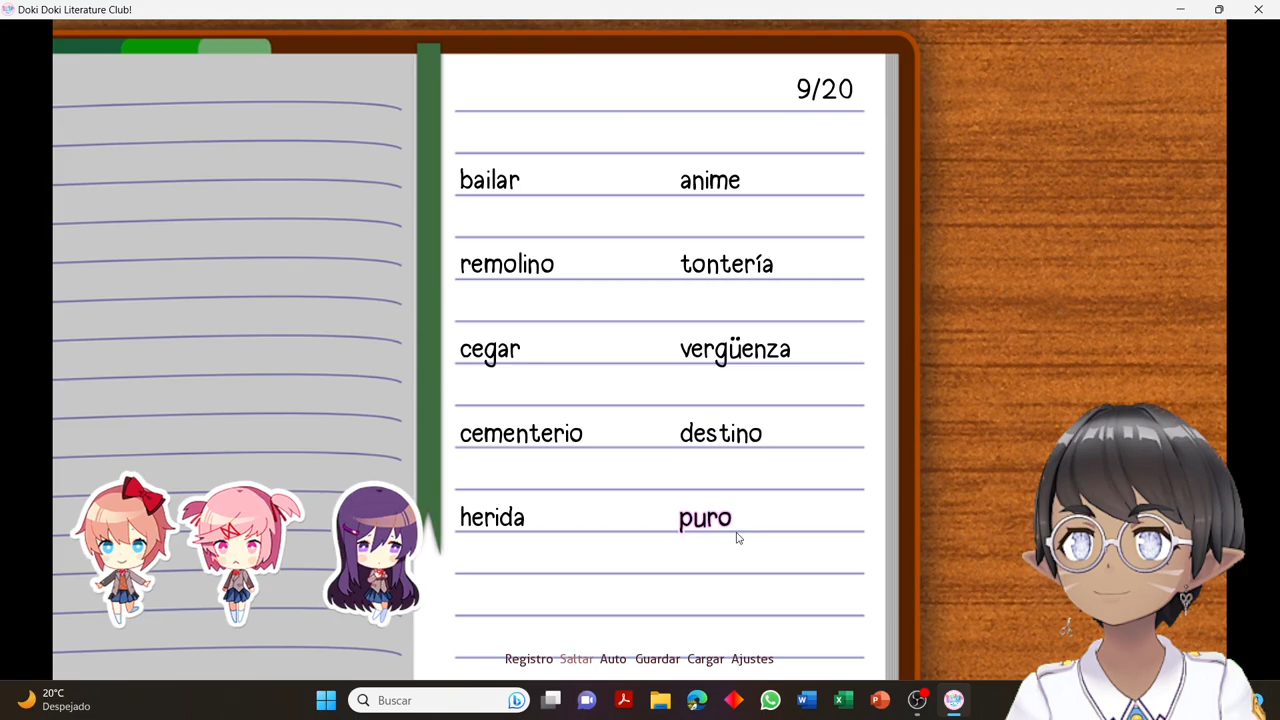 Doki Doki Literature Club!
9/20
bailar anime
remolino tontería
cegar vergüenza
cementerio destino
herida puro
Registro Saltar Auto Guardar Cargar Ajustes
20°C
Despejado
Buscar